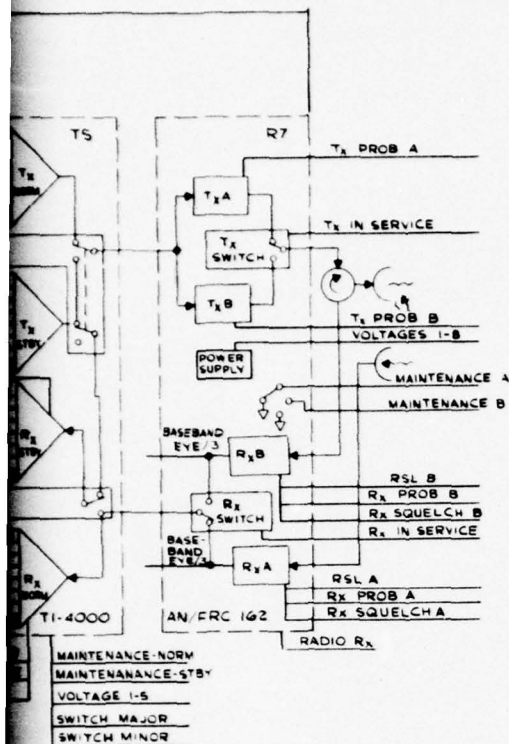 T5
R7
Tx PROB A
Tx NORM
TxA
Tx IN SERVICE
Tx SWITCH
TxB
Tx STBY
Tx PROB B
VOLTAGES 1-8
POWER SUPPLY
MAINTENANCE A
MAINTENANCE B
BASEBAND EYE/3
Rx STBY
RxB
RSL B
Rx PROB B
Rx SWITCH
Rx SQUELCH B
Rx IN SERVICE
BASE-BAND EYE/3
Rx NORM
RxA
RSL A
Rx PROB A
Rx SQUELCH A
T1-4000
AN/FRC 162
RADIO Rx
MAINTENANCE-NORM
MAINTENANANCE-STBY
VOLTAGE 1-5
SWITCH MAJOR
SWITCH MINOR